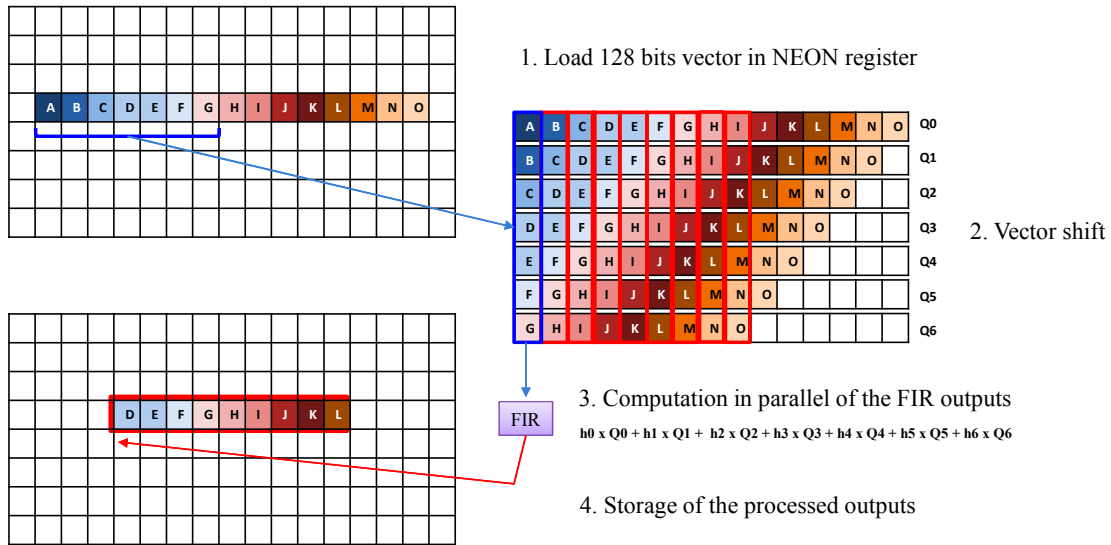 1. Load 128 bits vector in NEON register
A B C D E F G H I J K L M N O
A B C D E F G H I J K L M N O Q0
B C D E F G H I J K L M N O Q1
C D E F G H I J K L M N O Q2
D E F G H I J K L M N O Q3
2. Vector shift
E F G H I J K L M N O Q4
F G H I J K L M N O Q5
G H I J K L M N O Q6
D E F G H I J K L
FIR
3. Computation in parallel of the FIR outputs
h0 x Q0 + h1 x Q1 + h2 x Q2 + h3 x Q3 + h4 x Q4 + h5 x Q5 + h6 x Q6
4. Storage of the processed outputs